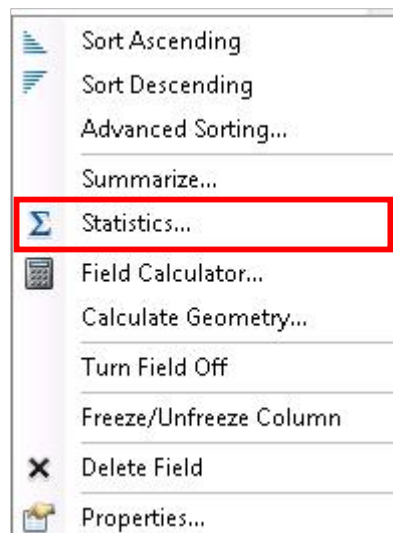 Sort Ascending
Sort Descending
Advanced Sorting...
Summarize...
Statistics...
Field Calculator...
Calculate Geometry...
Turn Field Off
Freeze/Unfreeze Column
Delete Field
Properties...